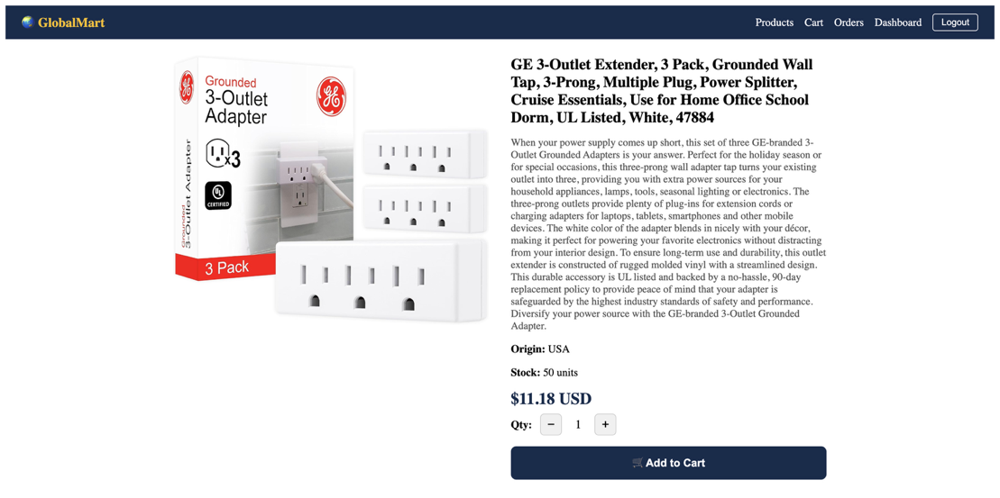 GlobalMart
Products Cart Orders Dashboard Logout
GE
Grounded
3-Outlet
Adapter
x3
UL
CERTIFIED
Grounded
3-Outlet Adapter
3 Pack
GE 3-Outlet Extender, 3 Pack, Grounded Wall
Tap, 3-Prong, Multiple Plug, Power Splitter,
Cruise Essentials, Use for Home Office School
Dorm, UL Listed, White, 47884
When your power supply comes up short, this set of three GE-branded 3-
Outlet Grounded Adapters is your answer. Perfect for the holiday season or
for special occasions, this three-prong wall adapter tap turns your existing
outlet into three, providing you with extra power sources for your
household appliances, lamps, tools, seasonal lighting or electronics. The
three-prong outlets provide plenty of plug-ins for extension cords or
charging adapters for laptops, tablets, smartphones and other mobile
devices. The white color of the adapter blends in nicely with your décor,
making it perfect for powering your favorite electronics without distracting
from your interior design. To ensure long-term use and durability, this outlet
extender is constructed of rugged molded vinyl with a streamlined design.
This durable accessory is UL listed and backed by a no-hassle, 90-day
replacement policy to provide peace of mind that your adapter is
safeguarded by the highest industry standards of safety and performance.
Diversify your power source with the GE-branded 3-Outlet Grounded
Adapter.
Origin: USA
Stock: 50 units
$11.18 USD
Qty: − 1 +
Add to Cart